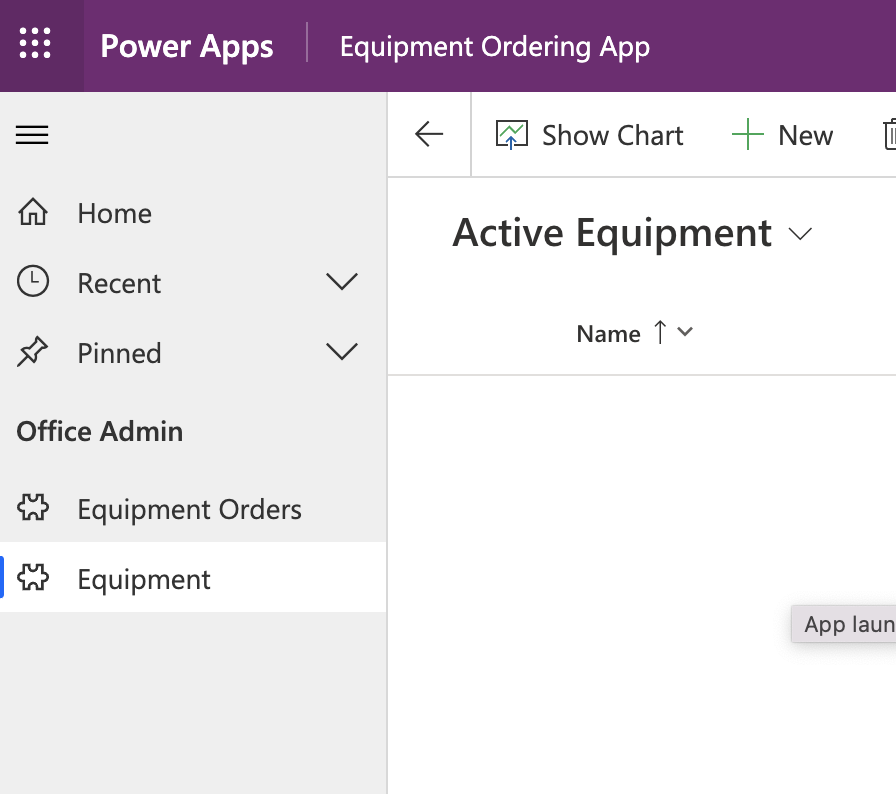 Power Apps
Equipment Ordering App
Show Chart
New
Home
Recent
Pinned
Office Admin
Equipment Orders
Equipment
Active Equipment
Name
App laun